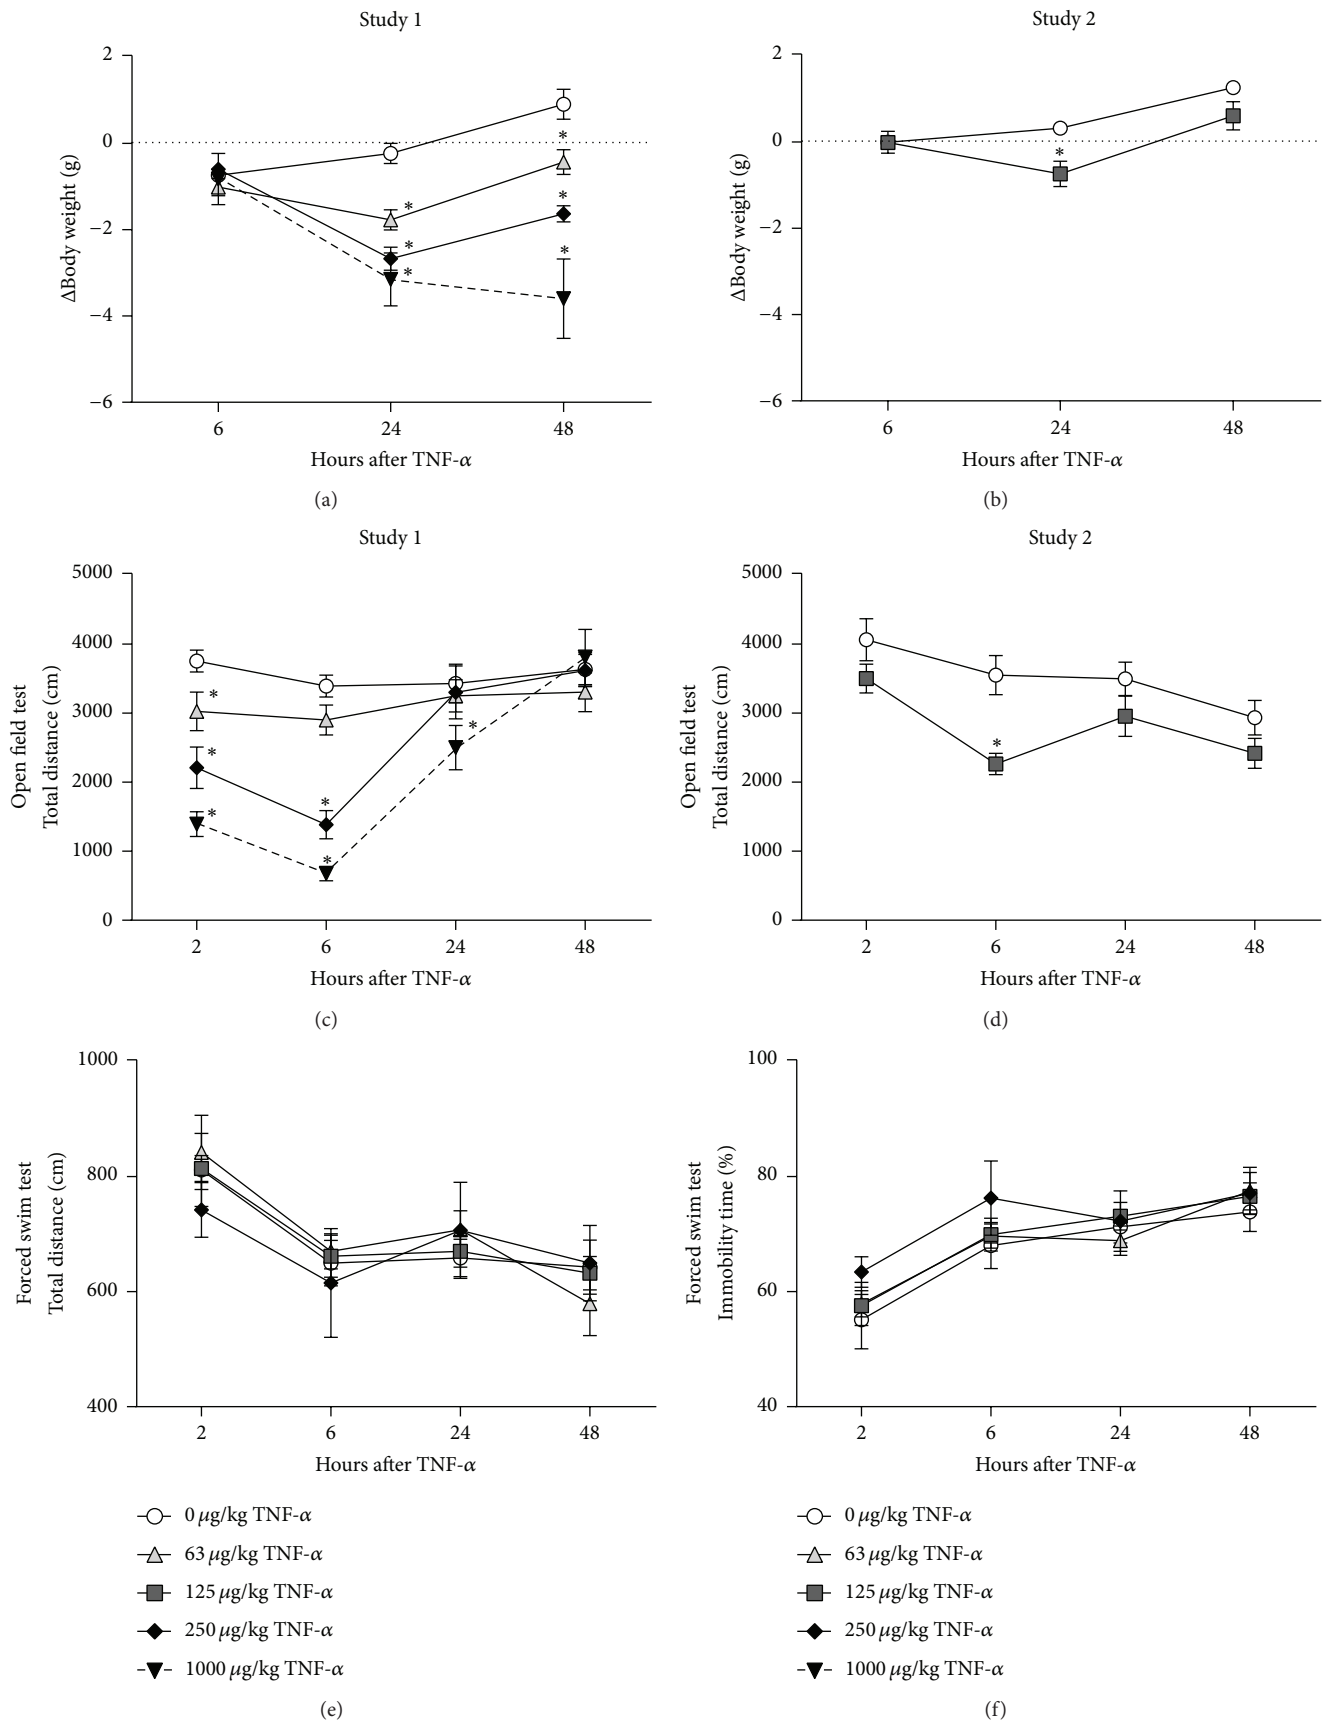 Study 1
Study 2
2
0
−2
−4
−6
ΔBody weight (g)
*
*
*
*
*
*
6
24
48
Hours after TNF-α
(a)
2
0
−2
−4
−6
ΔBody weight (g)
*
6
24
48
Hours after TNF-α
(b)
Study 1
5000
4000
3000
2000
1000
0
Open field test
Total distance (cm)
*
*
*
*
*
*
2
6
24
48
Hours after TNF-α
(c)
Study 2
5000
4000
3000
2000
1000
0
Open field test
Total distance (cm)
*
2
6
24
48
Hours after TNF-α
(d)
1000
800
600
400
Forced swim test
Total distance (cm)
2
6
24
48
Hours after TNF-α
0 μg/kg TNF-α
63 μg/kg TNF-α
125 μg/kg TNF-α
250 μg/kg TNF-α
1000 μg/kg TNF-α
(e)
100
80
60
40
Forced swim test
Immobility time (%)
2
6
24
48
Hours after TNF-α
0 μg/kg TNF-α
63 μg/kg TNF-α
125 μg/kg TNF-α
250 μg/kg TNF-α
1000 μg/kg TNF-α
(f)